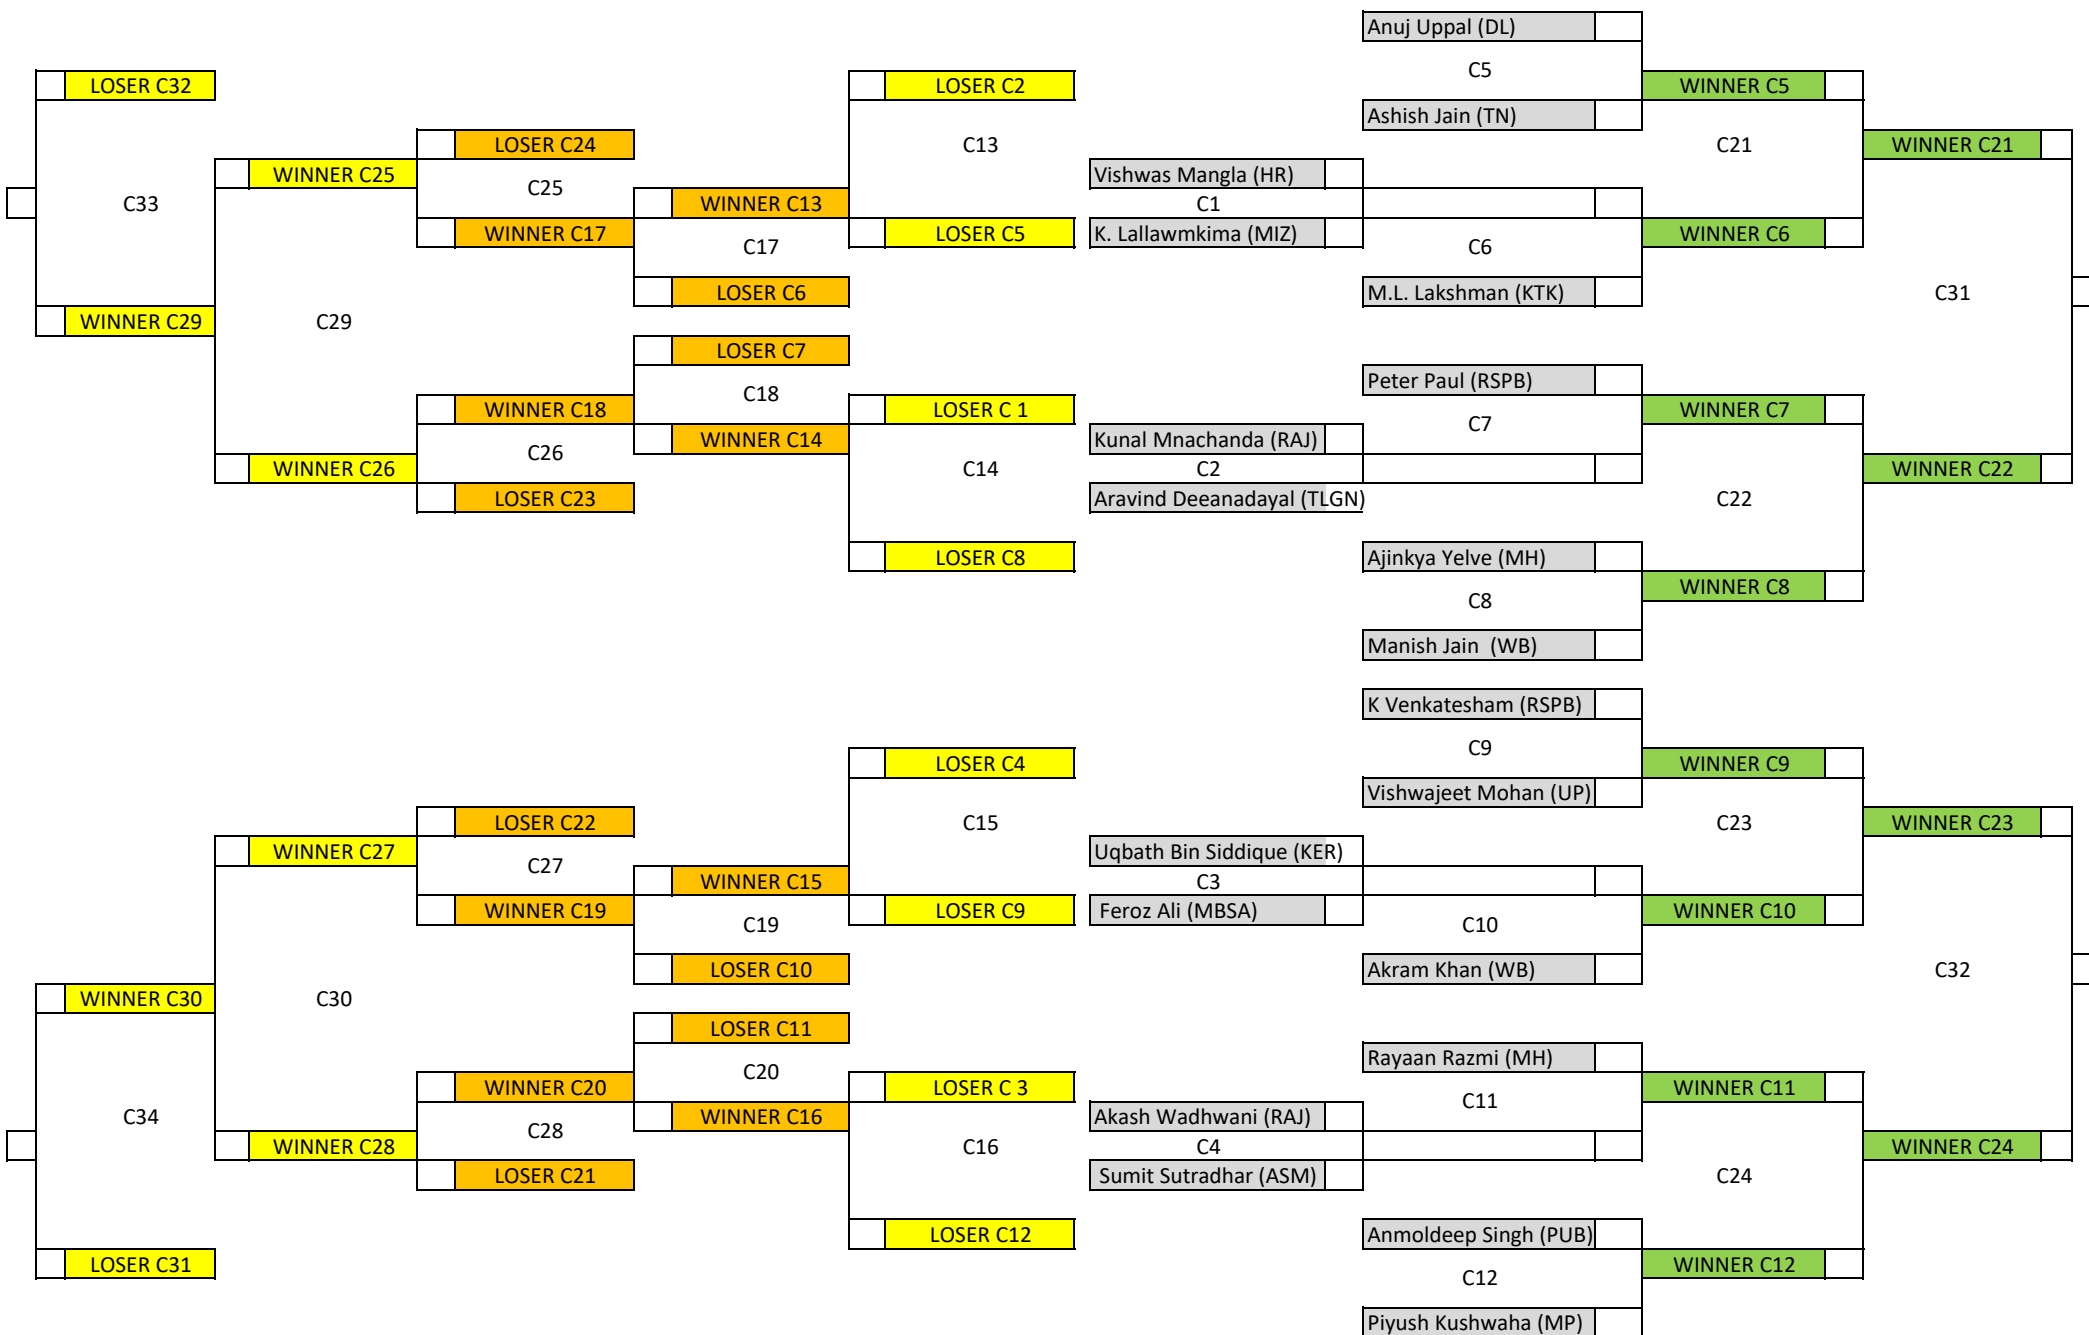 Anuj Uppal (DL)
C5
LOSER C32
LOSER C2
WINNER C5
Ashish Jain (TN)
LOSER C24
C13
C21
WINNER C21
WINNER C25
C25
Vishwas Mangla (HR)
C33
WINNER C13
C1
WINNER C17
C17
LOSER C5
K. Lallawmkima (MIZ)
C6
WINNER C6
LOSER C6
M.L. Lakshman (KTK)
C31
WINNER C29
C29
LOSER C7
C18
Peter Paul (RSPB)
WINNER C18
LOSER C 1
C7
WINNER C7
WINNER C14
Kunal Mnachanda (RAJ)
C26
WINNER C26
C14
C2
WINNER C22
LOSER C23
Aravind Deeanadayal (TLGN)
C22
LOSER C8
Ajinkya Yelve (MH)
C8
WINNER C8
Manish Jain  (WB)
K Venkatesham (RSPB)
C9
LOSER C4
WINNER C9
Vishwajeet Mohan (UP)
LOSER C22
C15
C23
WINNER C23
WINNER C27
C27
Uqbath Bin Siddique (KER)
WINNER C15
C3
WINNER C19
C19
LOSER C9
Feroz Ali (MBSA)
C10
WINNER C10
LOSER C10
Akram Khan (WB)
C32
WINNER C30
C30
LOSER C11
C20
Rayaan Razmi (MH)
WINNER C20
LOSER C 3
C11
WINNER C11
C34
WINNER C16
Akash Wadhwani (RAJ)
C28
WINNER C28
C16
C4
WINNER C24
LOSER C21
Sumit Sutradhar (ASM)
C24
LOSER C12
Anmoldeep Singh (PUB)
LOSER C31
C12
WINNER C12
Piyush Kushwaha (MP)